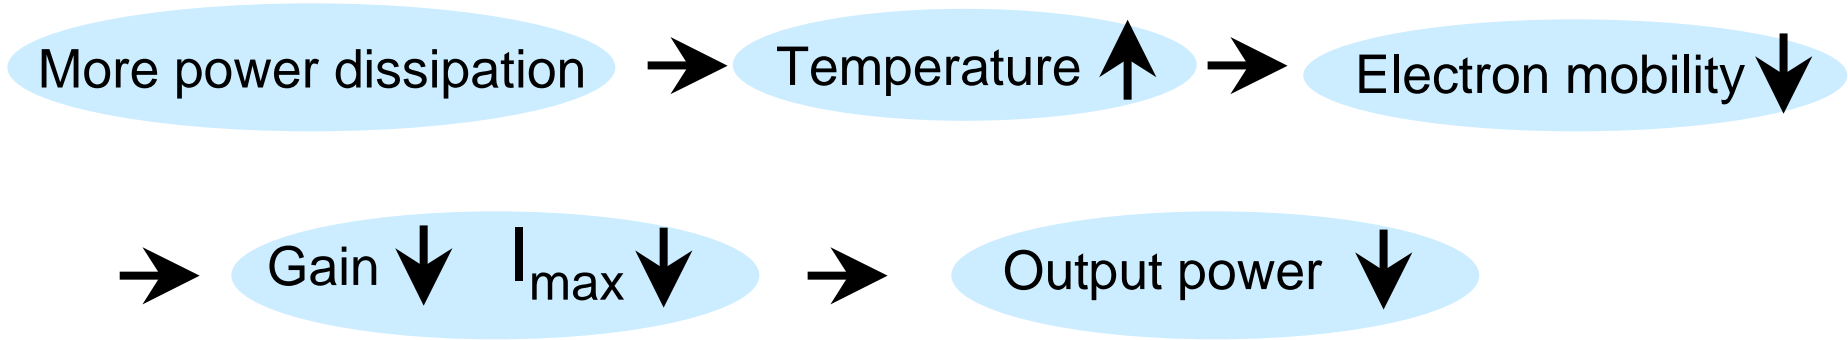 More power dissipation
Temperature
Electron mobility
Gain
Imax
Output power